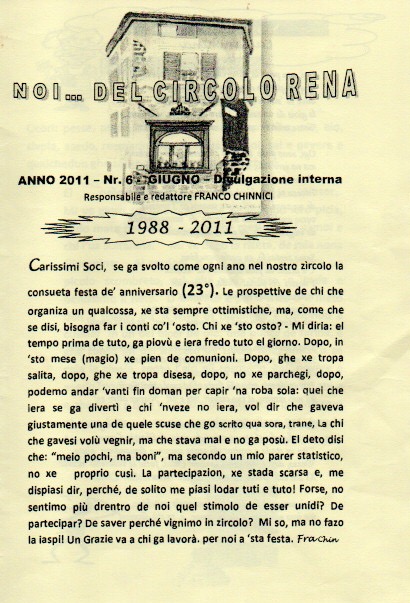 NOI... DEL CIRCOLO RENA
ANNO 2011 – Nr. 6 - GIUGNO – Divulgazione interna
Responsabile e redattore FRANCO CHINNICI
1988 - 2011
Carissimi Soci, se ga svolto come ogni ano nel nostro zircolo la
consueta festa de' anniversario (23°). Le prospettive de chi che
organiza un qualcossa, xe sta sempre ottimistiche, ma, come che
se disi, bisogna far i conti co'l 'osto. Chi xe 'sto osto? - Mi diria: el
tempo prima de tuto, ga piovù e iera fredo tuto el giorno. Dopo, in
'sto mese (magio) xe pien de comunioni. Dopo, ghe xe tropa
salita, dopo, ghe xe tropa disesa, dopo, no xe parchegi, dopo,
podemo andar 'vanti fin doman per capir 'na roba sola: quei che
iera se ga divertì e chi 'nveze no iera, vol dir che gaveva
giustamente una de quele scuse che go scrito qua sora, trane, La chi
che gavesi volù vegnir, ma che stava mal e no ga posù. El deto disi
che: "meio pochi, ma boni", ma secondo un mio parer statistico,
no xe proprio cusì. La partecipazion, xe stada scarsa e, me
dispiasi dir, perché, de solito me piasi lodar tuti e tuto! Forse, no
sentimo più drentro de noi quel stimolo de esser unidi? De
partecipar? De saver perché vignimo in zircolo? Mi so, ma no fazo
la iaspi! Un Grazie va a chi ga lavorà. per noi a 'sta festa. FraChin